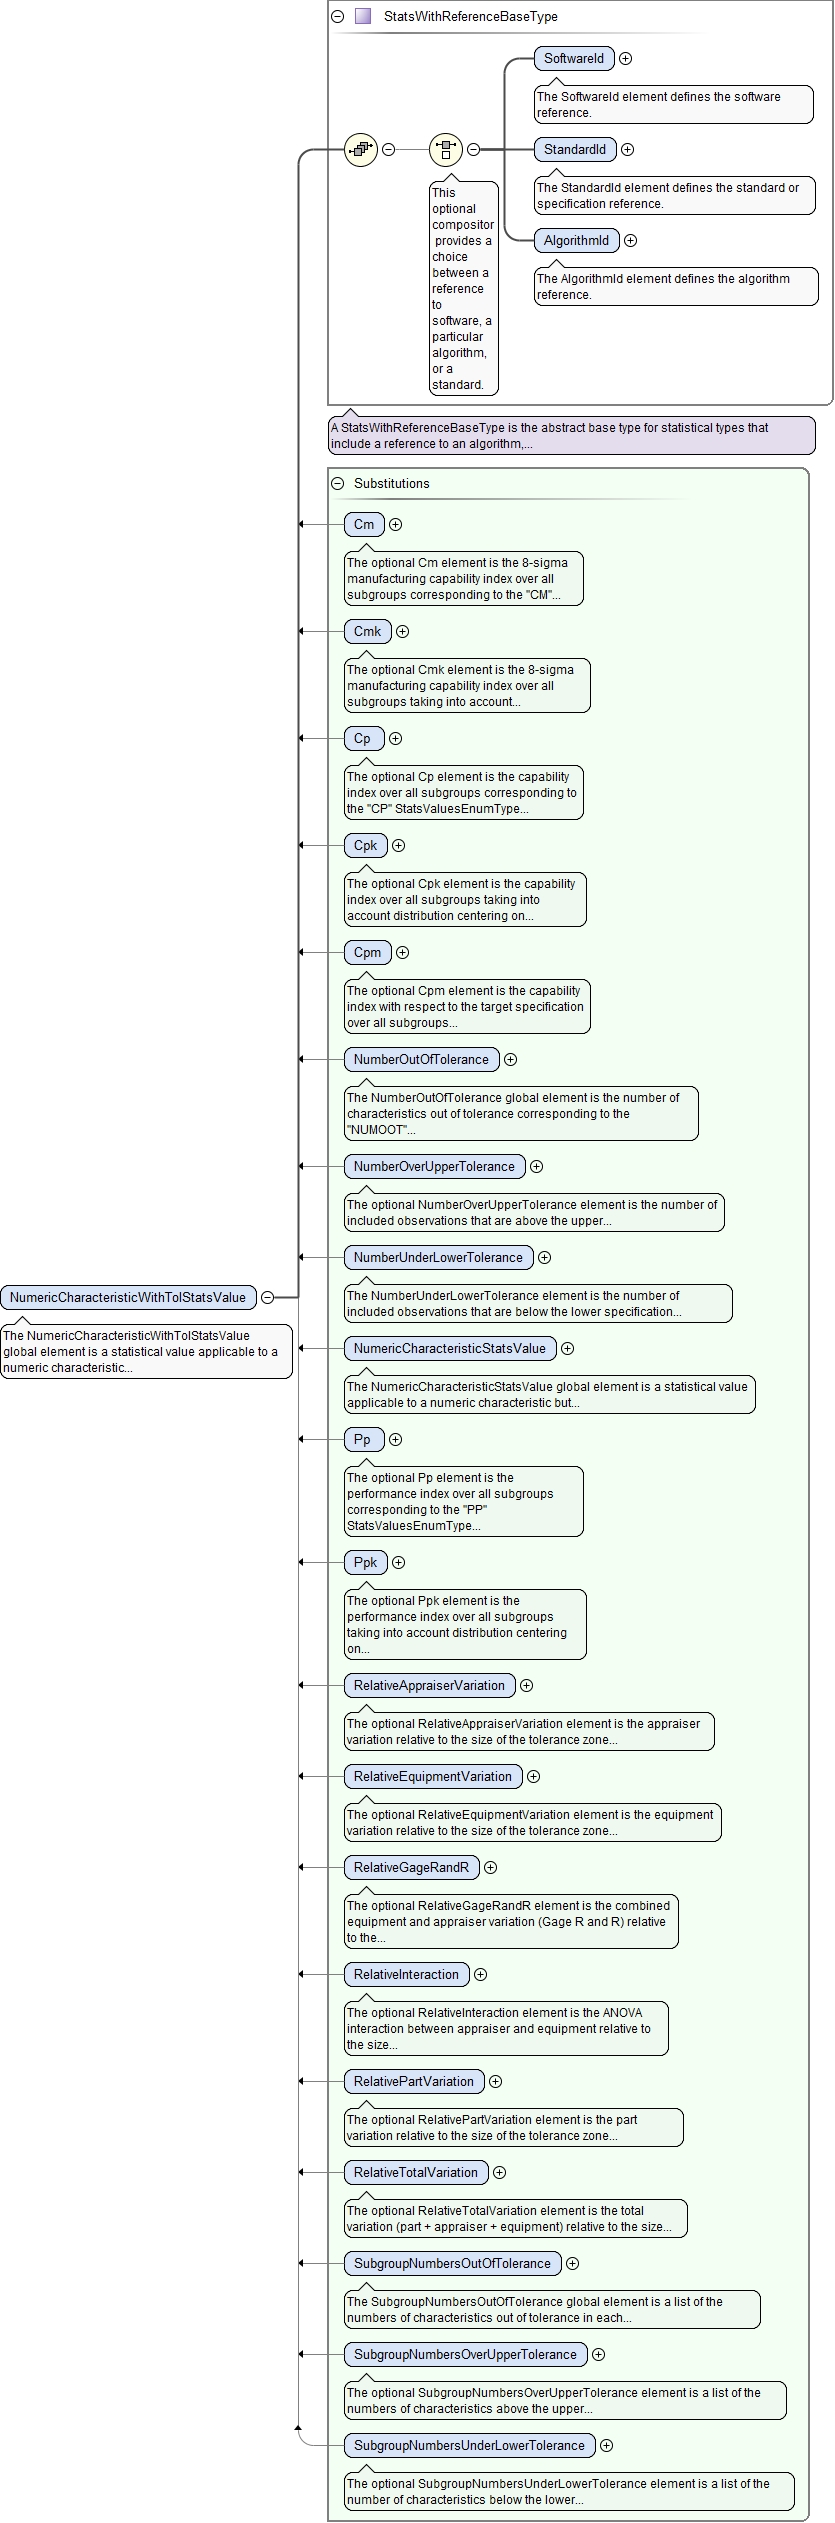 StatsWithReferenceBaseType
SoftwareId
The SoftwareId element defines the software
reference.
StandardId
The StandardId element defines the standard or
specification reference.
This
optional
compositor
provides a
choice
between a
reference
to
software, a
particular
algorithm,
or a
standard.
AlgorithmId
The AlgorithmId element defines the algorithm
reference.
A StatsWithReferenceBaseType is the abstract base type for statistical types that
include a reference to an algorithm,...
Substitutions
Cm
The optional Cm element is the 8-sigma
manufacturing capability index over all
subgroups corresponding to the "CM"...
Cmk
The optional Cmk element is the 8-sigma
manufacturing capability index over all
subgroups taking into account...
Cp
The optional Cp element is the capability
index over all subgroups corresponding to
the "CP" StatsValuesEnumType...
Cpk
The optional Cpk element is the capability
index over all subgroups taking into
account distribution centering on...
Cpm
The optional Cpm element is the capability
index with respect to the target specification
over all subgroups...
NumberOutOfTolerance
The NumberOutOfTolerance global element is the number of
characteristics out of tolerance corresponding to the
"NUMOOT"...
NumberOverUpperTolerance
The optional NumberOverUpperTolerance element is the number of
included observations that are above the upper...
NumberUnderLowerTolerance
The NumberUnderLowerTolerance element is the number of
included observations that are below the lower specification...
NumericCharacteristicWithTolStatsValue
The NumericCharacteristicWithTolStatsValue
global element is a statistical value applicable to a
numeric characteristic...
NumericCharacteristicStatsValue
The NumericCharacteristicStatsValue global element is a statistical value
applicable to a numeric characteristic but...
Pp
The optional Pp element is the
performance index over all subgroups
corresponding to the "PP"
StatsValuesEnumType...
Ppk
The optional Ppk element is the
performance index over all subgroups
taking into account distribution centering
on...
RelativeAppraiserVariation
The optional RelativeAppraiserVariation element is the appraiser
variation relative to the size of the tolerance zone...
RelativeEquipmentVariation
The optional RelativeEquipmentVariation element is the equipment
variation relative to the size of the tolerance zone...
RelativeGageRandR
The optional RelativeGageRandR element is the combined
equipment and appraiser variation (Gage R and R) relative
to the...
RelativeInteraction
The optional RelativeInteraction element is the ANOVA
interaction between appraiser and equipment relative to
the size...
RelativePartVariation
The optional RelativePartVariation element is the part
variation relative to the size of the tolerance zone...
RelativeTotalVariation
The optional RelativeTotalVariation element is the total
variation (part + appraiser + equipment) relative to the size...
SubgroupNumbersOutOfTolerance
The SubgroupNumbersOutOfTolerance global element is a list of the
numbers of characteristics out of tolerance in each...
SubgroupNumbersOverUpperTolerance
The optional SubgroupNumbersOverUpperTolerance element is a list of the
numbers of characteristics above the upper...
SubgroupNumbersUnderLowerTolerance
The optional SubgroupNumbersUnderLowerTolerance element is a list of the
number of characteristics below the lower...